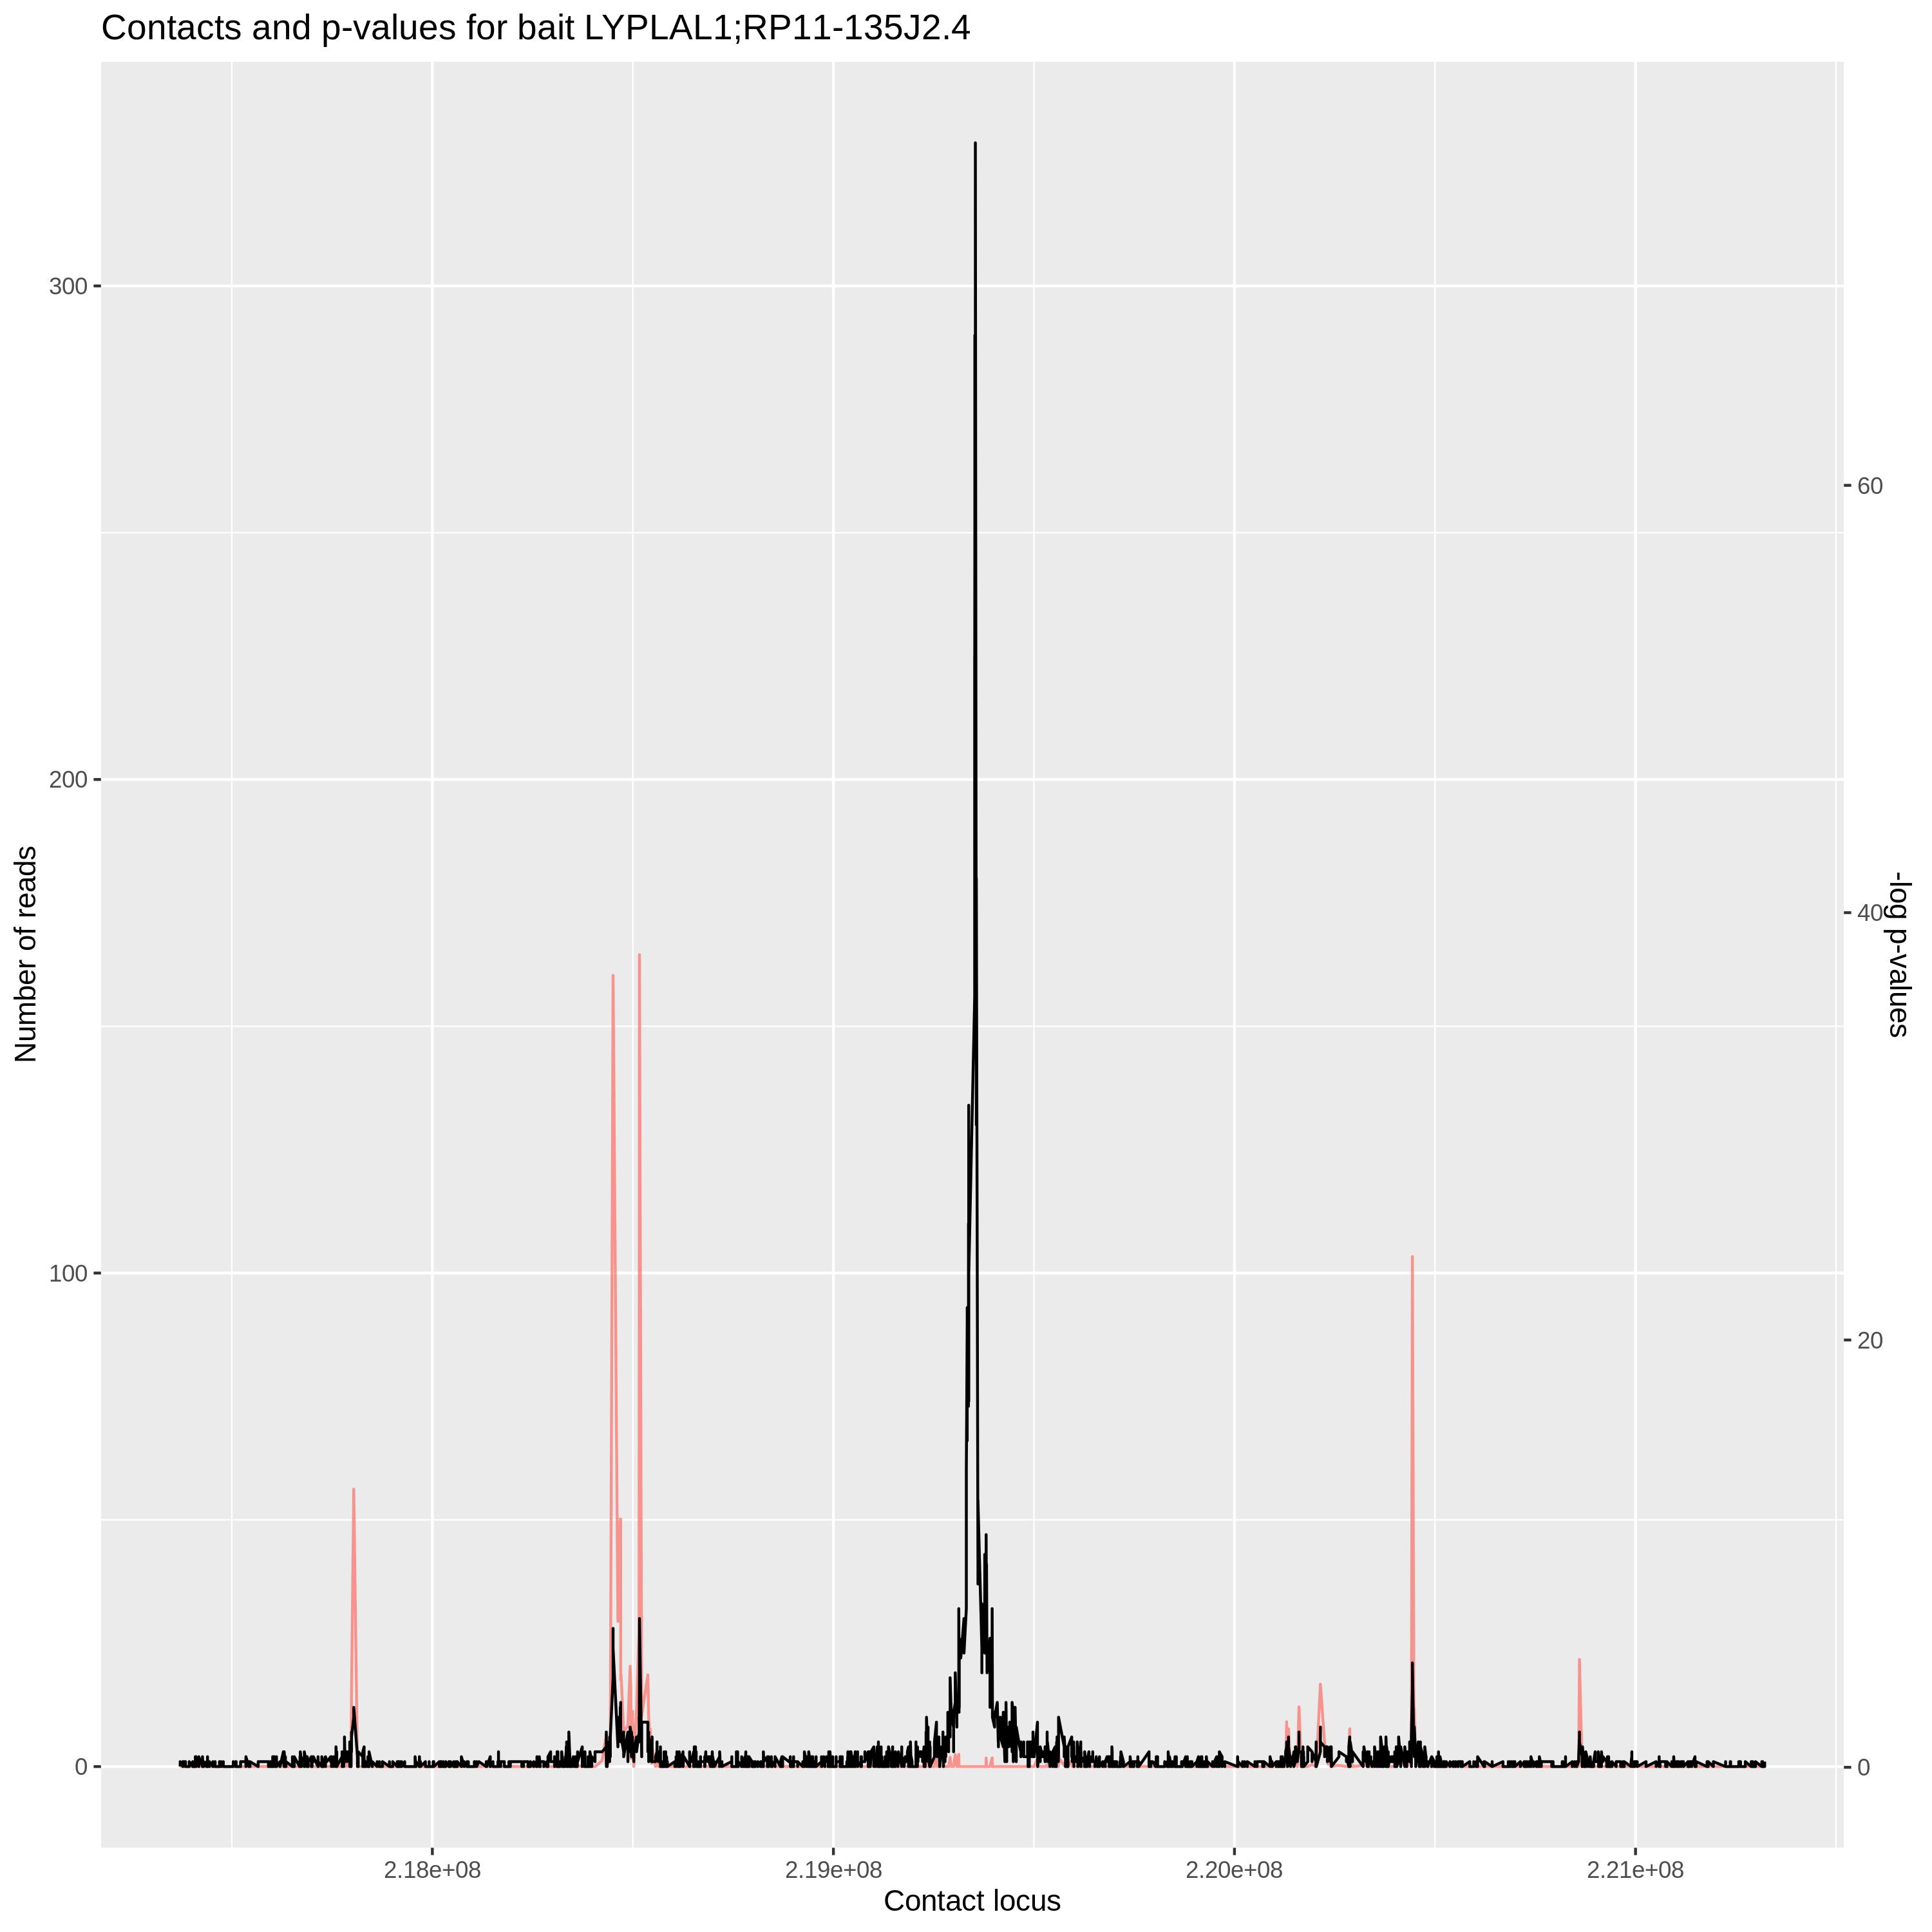 Contacts and p-values for bait LYPLAL1;RP11-135J2.4
300
200
100
0
Number of reads
60
40
20
0
-log p-values
2.18e+08
2.19e+08
2.20e+08
2.21e+08
Contact locus